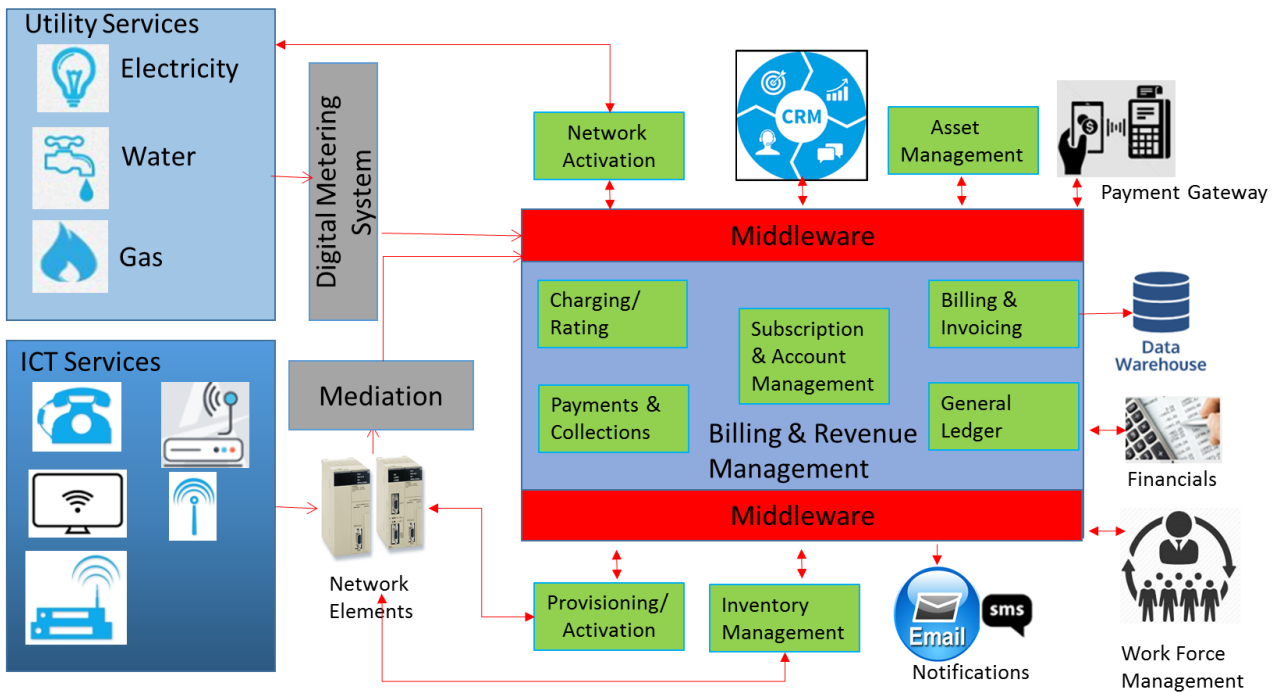 Utility Services
Electricity
Water
Gas
Digital Metering
System
Network
Activation
CRM
Asset
Management
Payment Gateway
Middleware
Charging/
Rating
Subscription
& Account
Management
Billing &
Invoicing
Data
Warehouse
ICT Services
Mediation
Payments &
Collections
General
Ledger
Billing & Revenue
Management
Financials
Middleware
Network
Elements
Provisioning/
Activation
Inventory
Management
Email
sms
Notifications
Work Force
Management